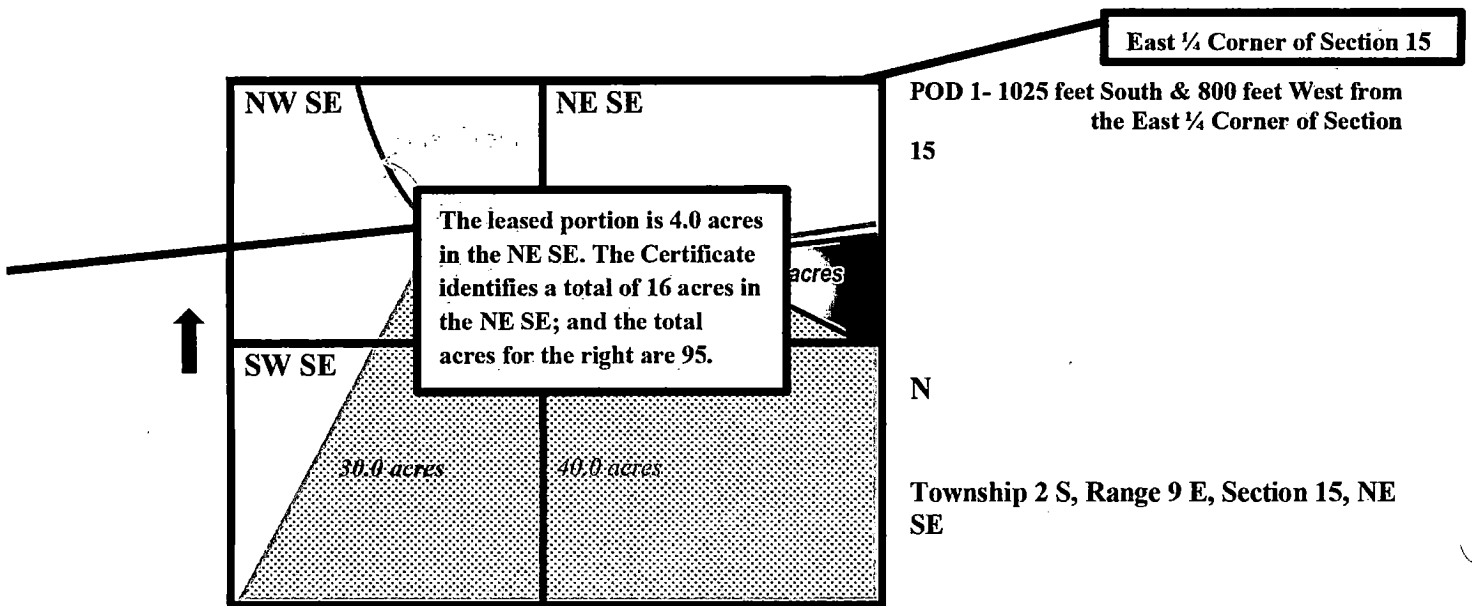 East ¼ Corner of Section 15
NW SE
NE SE
POD 1- 1025 feet South & 800 feet West from
the East ¼ Corner of Section
15
The leased portion is 4.0 acres
in the NE SE. The Certificate
identifies a total of 16 acres in
the NE SE; and the total
acres for the right are 95.
acres
SW SE
N
30.0 acres
40.0 acres
Township 2 S, Range 9 E, Section 15, NE
SE